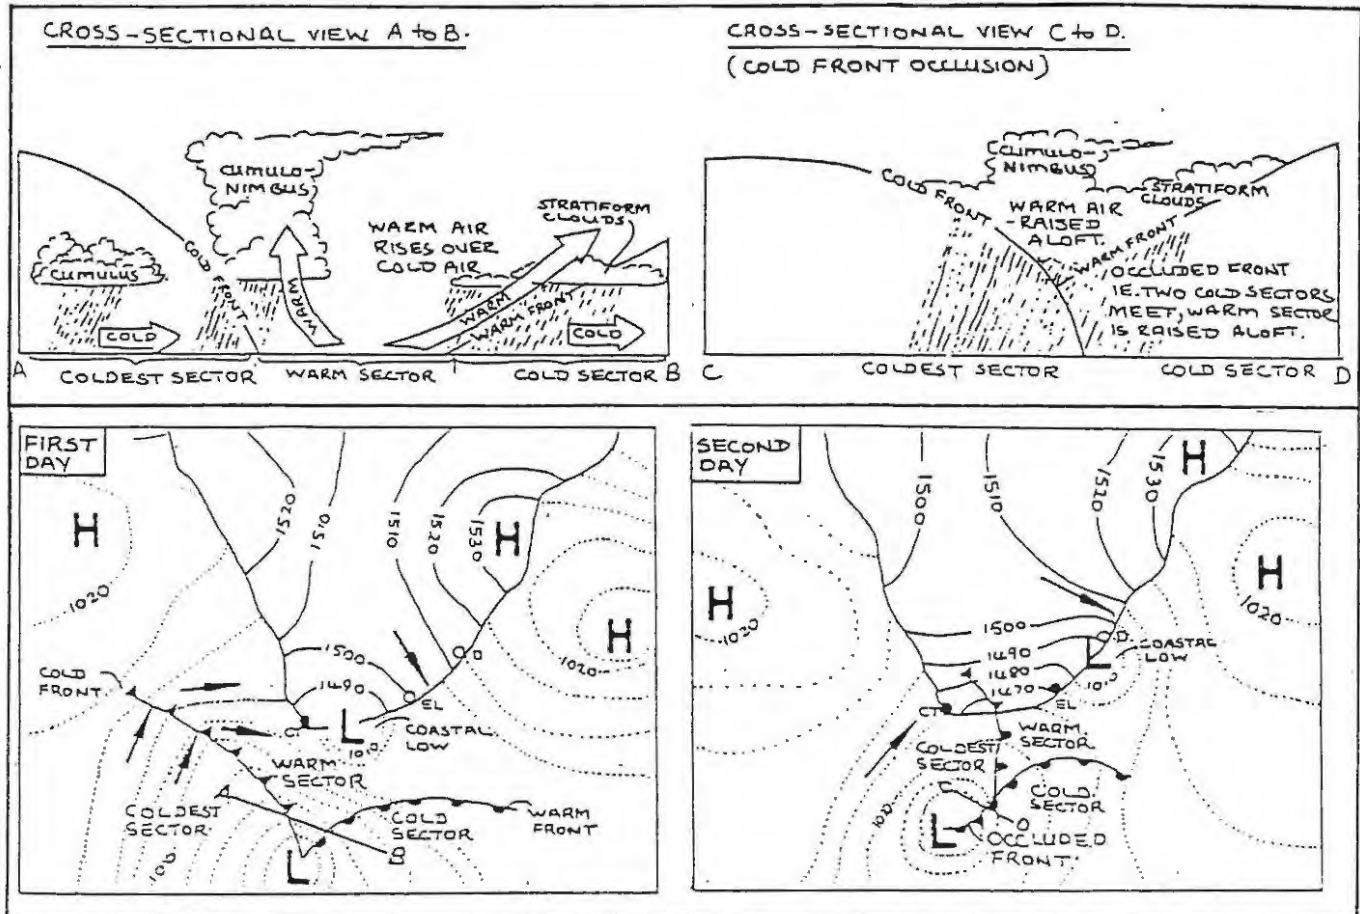 CROSS-SECTIONAL VIEW A to B.
CUMULO-
NIMBUS
CUMULUS
COLD FRONT
WARM AIR
RISES OVER
COLD AIR
STRATIFORM
CLOUDS
WARM
WARM
WARM FRONT
COLD
COLD
A
COLDEST SECTOR
WARM SECTOR
COLD SECTOR
B
CROSS-SECTIONAL VIEW C to D.
(COLD FRONT OCCLUSION)
CUMULO-
NIMBUS
COLD FRONT
WARM AIR
-RAISED
ALOFT.
STRATIFORM
CLOUDS
WARM FRONT
OCCLUDED FRONT
IE. TWO COLD SECTORS
MEET, WARM SECTOR
IS RAISED ALOFT.
C
COLDEST SECTOR
COLD SECTOR
D
FIRST
DAY
H
1020
1520
1051
1510
1520
1530
H
H
1020
COLD
FRONT
1500
1490
D
EL
CT
L
COASTAL
LOW
1010
WARM
SECTOR
A
COLDEST
SECTOR
COLD
SECTOR
WARM
FRONT
B
1010
L
SECOND
DAY
1500
1510
1520
1530
H
H
1020
H
1020
1500
1490
1480
1470
D
L
COASTAL
LOW
1010
CT
EL
WARM
SECTOR
COLDEST
SECTOR
C
COLD
SECTOR
D
L
OCCLUDED
FRONT